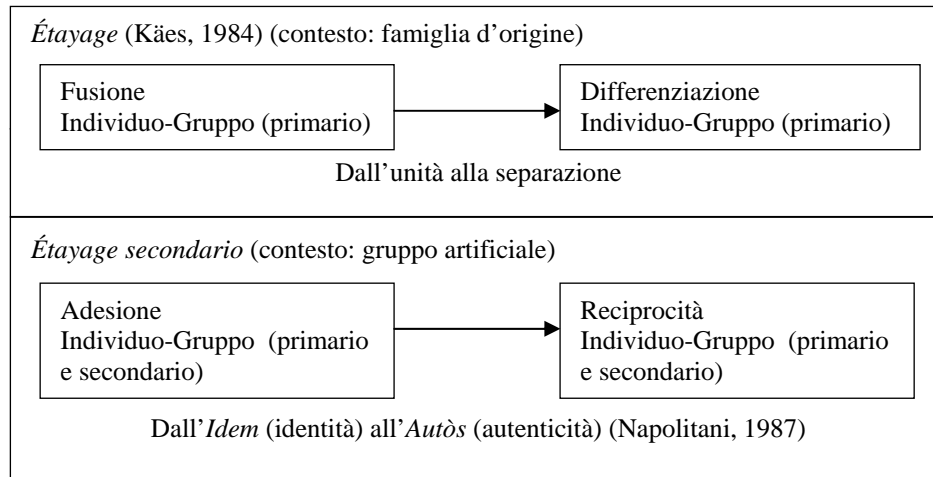 Étayage (Käes, 1984) (contesto: famiglia d’origine)
Fusione
Individuo-Gruppo (primario)
Differenziazione
Individuo-Gruppo (primario)
Dall’unità alla separazione
Étayage secondario (contesto: gruppo artificiale)
Adesione
Individuo-Gruppo (primario
e secondario)
Reciprocità
Individuo-Gruppo (primario
e secondario)
Dall’Idem (identità) all’Autòs (autenticità) (Napolitani, 1987)